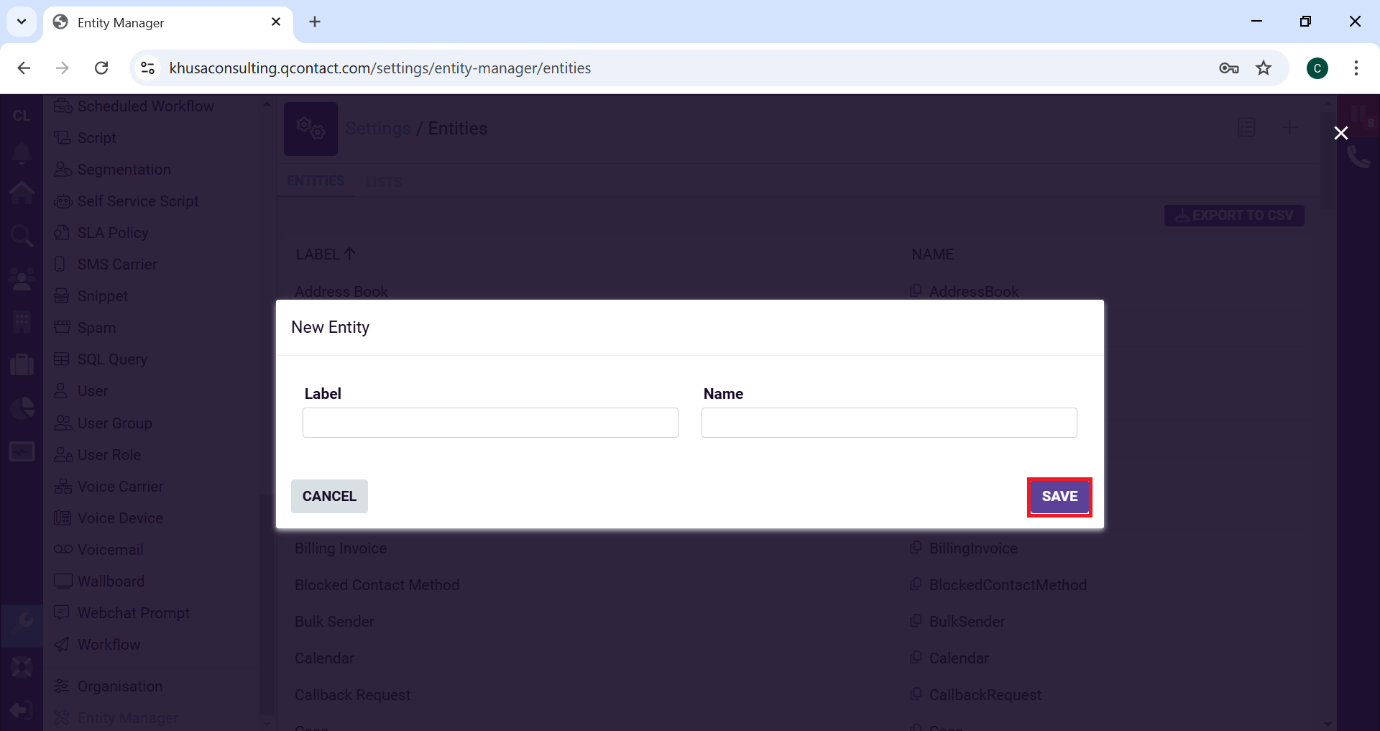 Entity Manager
khusaconsulting.qcontact.com/settings/entity-manager/entities
C
CL
Scheduled Workflow
Script
Segmentation
Self Service Script
SLA Policy
SMS Carrier
Snippet
Spam
SQL Query
User
User Group
User Role
Voice Carrier
Voice Device
Voicemail
Wallboard
Webchat Prompt
Workflow
Organisation
Entity Manager
Settings / Entities
8
ENTITIES LISTS
EXPORT TO CSV
LABEL NAME
Address Book AddressBook
New Entity
Label Name
CANCEL SAVE
Billing Invoice BillingInvoice
Blocked Contact Method BlockedContactMethod
Bulk Sender BulkSender
Calendar Calendar
Callback Request CallbackRequest